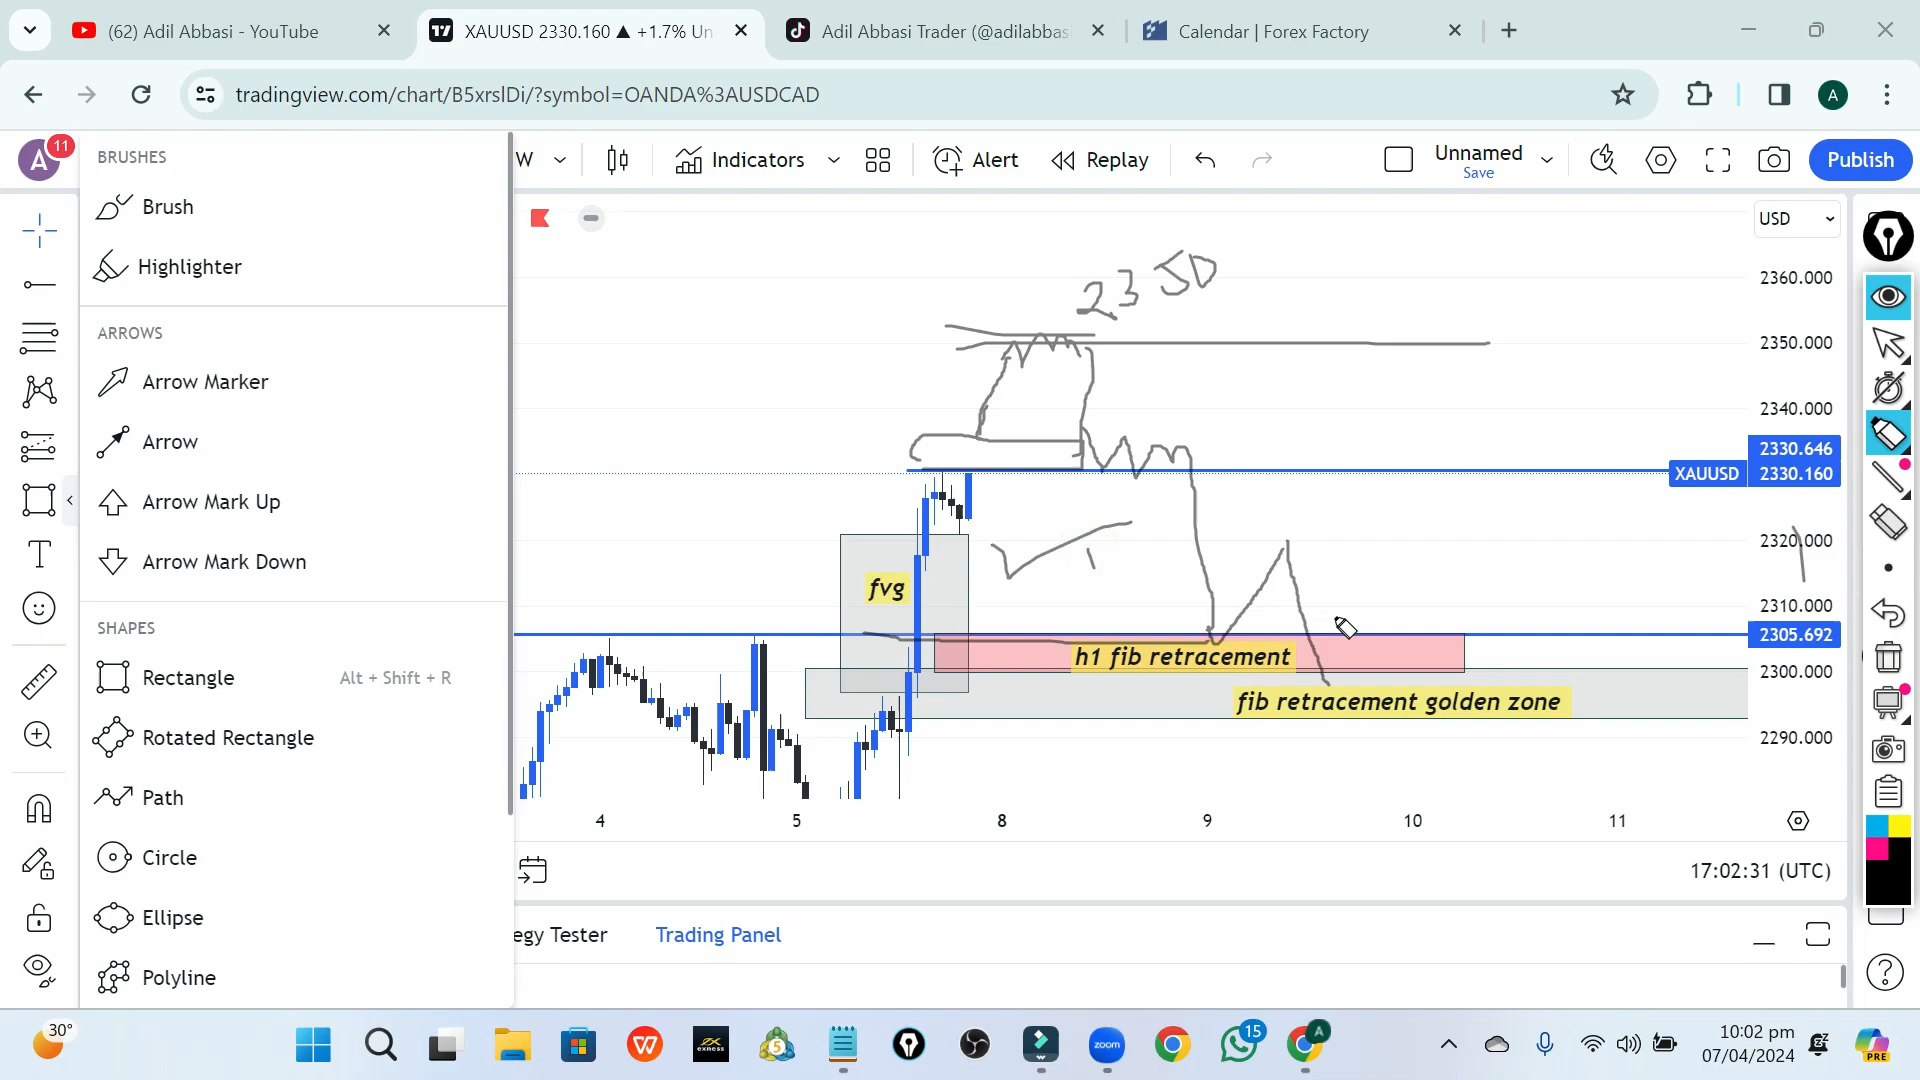 (62) Adil Abbasi - YouTube
XAUUSD 2330.160 ▲ +1.7% Un
Adil Abbasi Trader (@adilabbas
Calendar | Forex Factory
tradingview.com/chart/B5xrslDi/?symbol=OANDA%3AUSDCAD
A
A
11
W
Indicators
Alert
Replay
Unnamed
Save
Publish
BRUSHES
Brush
Highlighter
ARROWS
Arrow Marker
Arrow
Arrow Mark Up
Arrow Mark Down
SHAPES
Rectangle
Alt + Shift + R
Rotated Rectangle
Path
Circle
Ellipse
Polyline
USD
2360.000
2350.000
2340.000
2330.646
XAUUSD
2330.160
2320.000
2310.000
2305.692
2300.000
2290.000
fvg
h1 fib retracement
fib retracement golden zone
4
5
8
9
10
11
17:02:31 (UTC)
egy Tester
Trading Panel
30°
exness
5
zoom
15
A
10:02 pm
07/04/2024
PRE